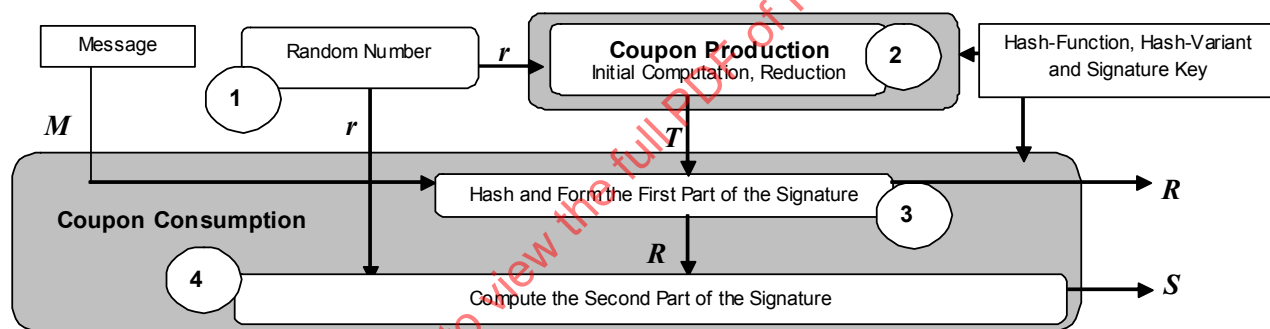 Message
Random Number
r
Coupon Production
Initial Computation, Reduction
2
Hash-Function, Hash-Variant
and Signature Key
1
M
r
T
Hash and Form the First Part of the Signature
R
3
Coupon Consumption
R
4
Compute the Second Part of the Signature
S
to view the full PDF of